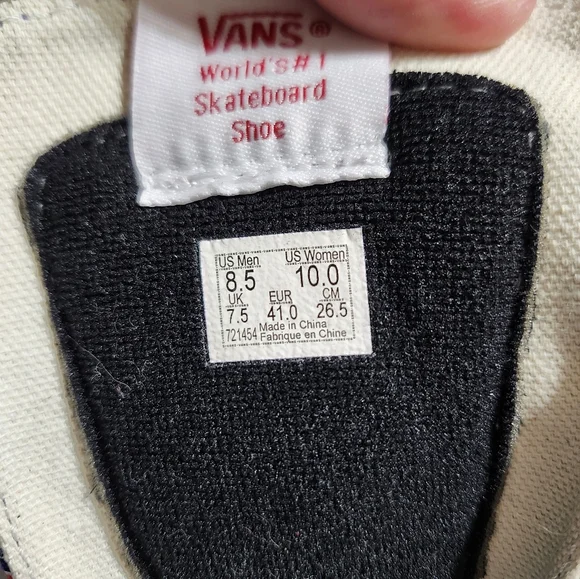 VANS®
World's #1
Skateboard
Shoe
US Men US Women
8.5 10.0
UK EUR CM
7.5 41.0 26.5
721454 Made in China
Fabrique en Chine